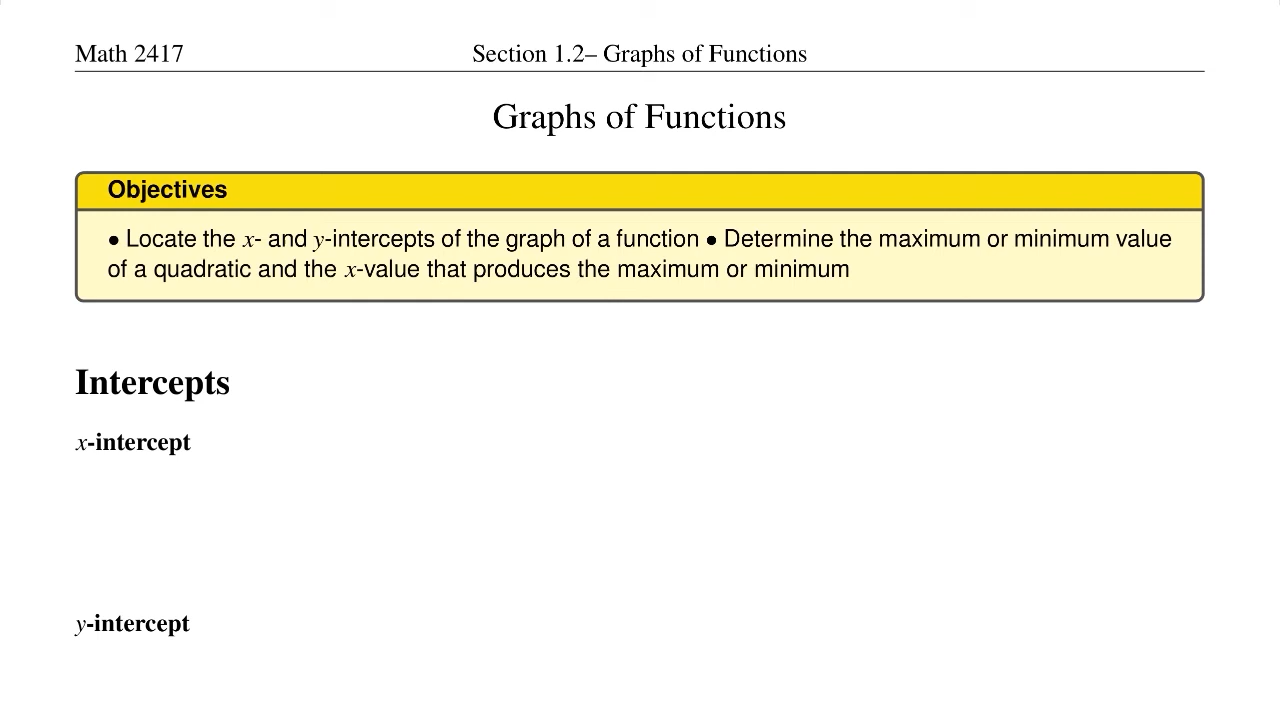 Math 2417 Section 1.2– Graphs of Functions
Graphs of Functions
Objectives
• Locate the x- and y-intercepts of the graph of a function • Determine the maximum or minimum value
of a quadratic and the x-value that produces the maximum or minimum
Intercepts
x-intercept
y-intercept